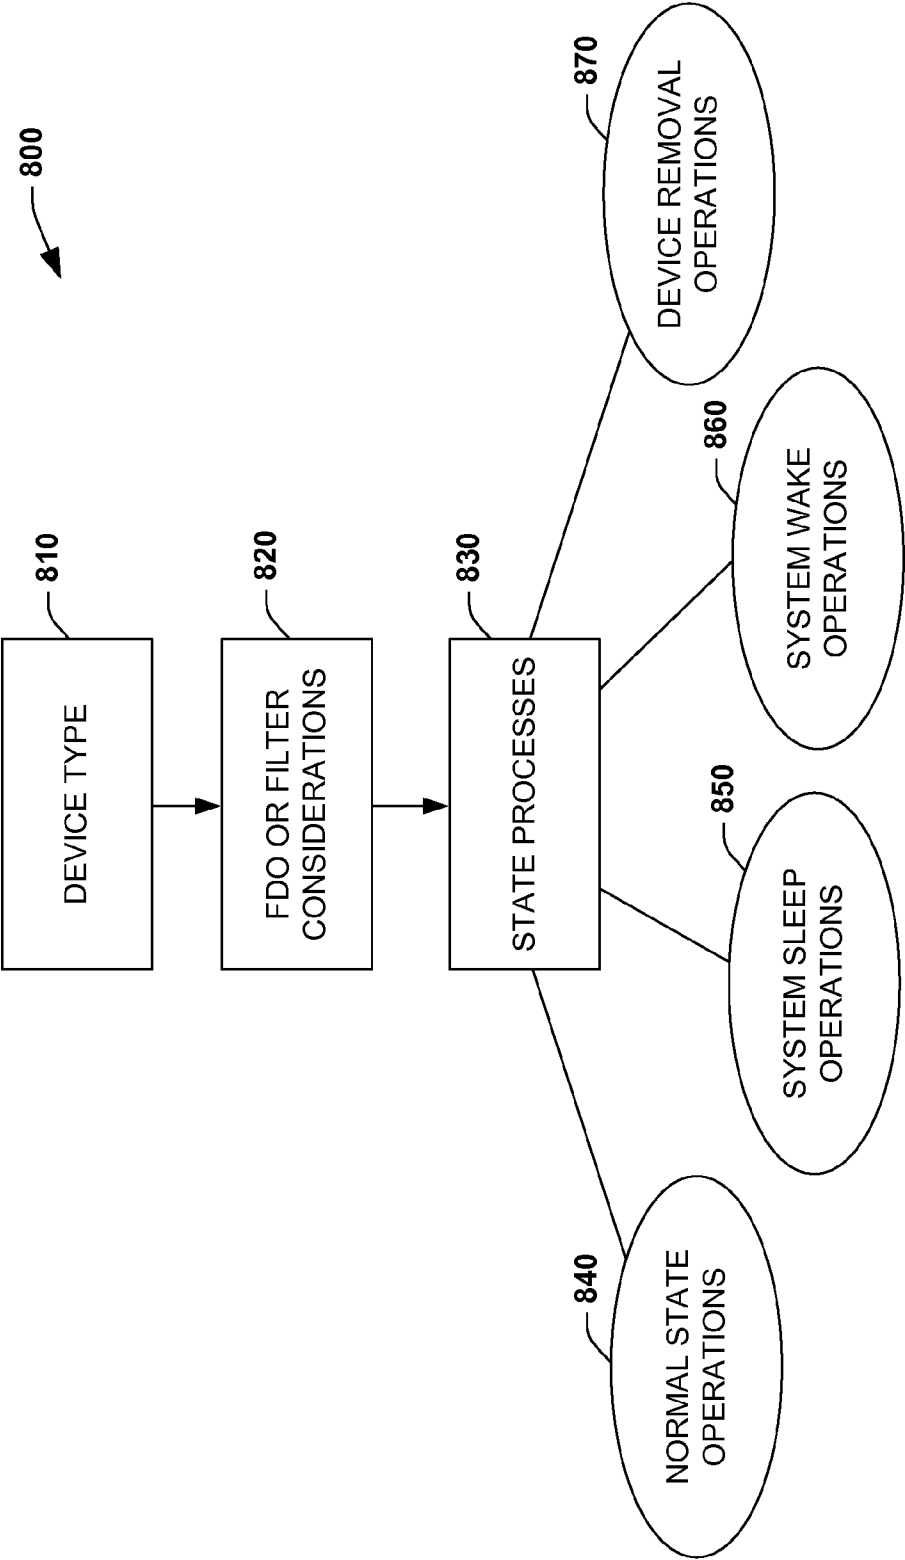 800
810
DEVICE TYPE
820
FDO OR FILTER
CONSIDERATIONS
830
STATE PROCESSES
840
NORMAL STATE
OPERATIONS
850
SYSTEM SLEEP
OPERATIONS
860
SYSTEM WAKE
OPERATIONS
870
DEVICE REMOVAL
OPERATIONS